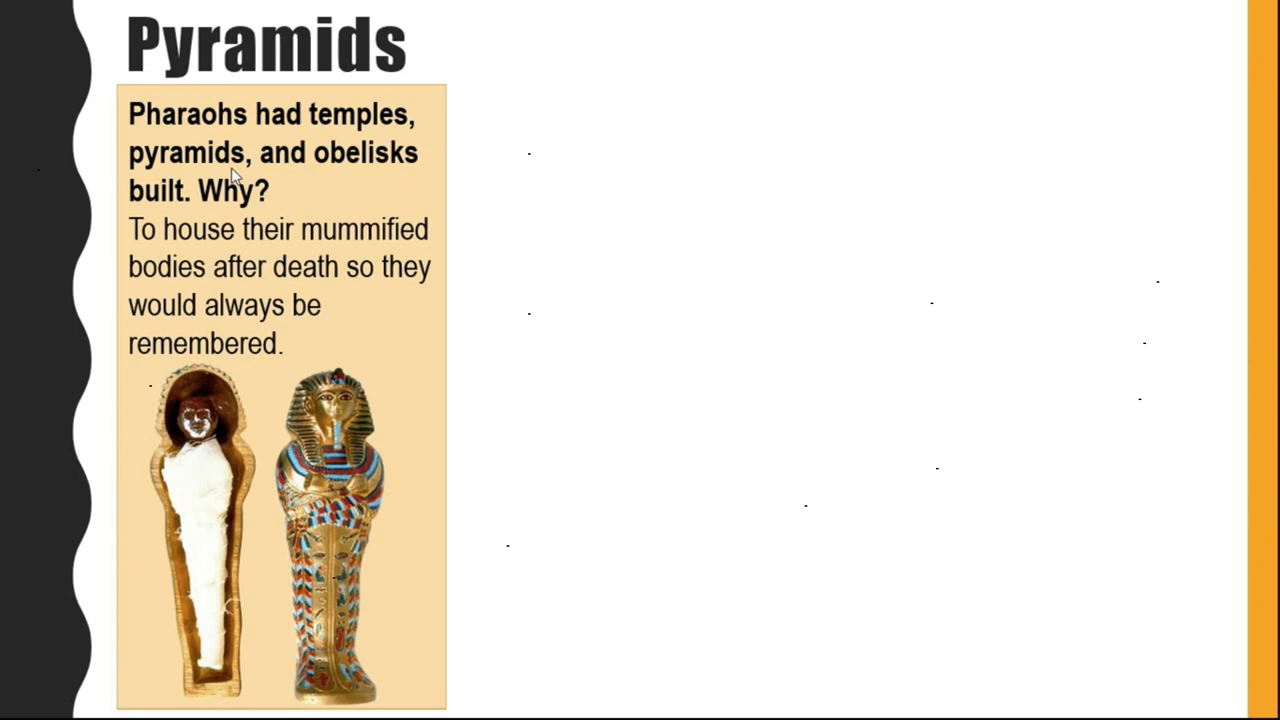 Pyramids
Pharaohs had temples,
pyramids, and obelisks
built. Why?
To house their mummified
bodies after death so they
would always be
remembered.